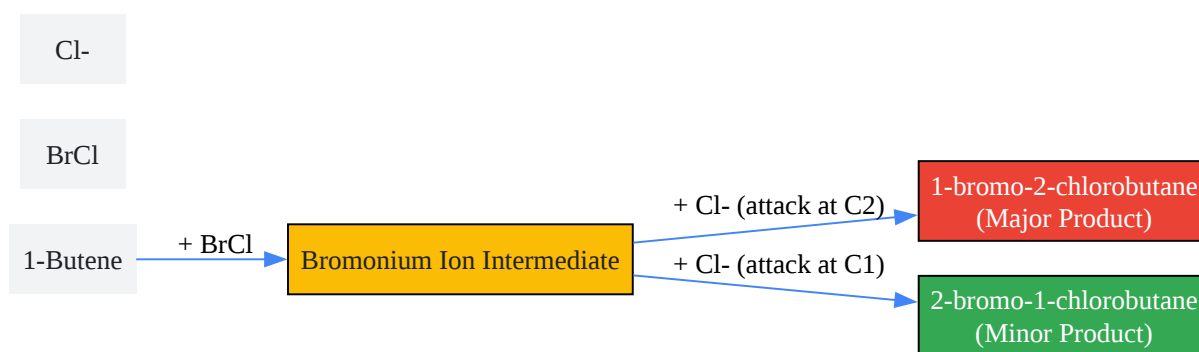 Cl-
BrCl
1-Butene
+ BrCl
Bromonium Ion Intermediate
+ Cl- (attack at C2)
+ Cl- (attack at C1)
1-bromo-2-chlorobutane
(Major Product)
2-bromo-1-chlorobutane
(Minor Product)